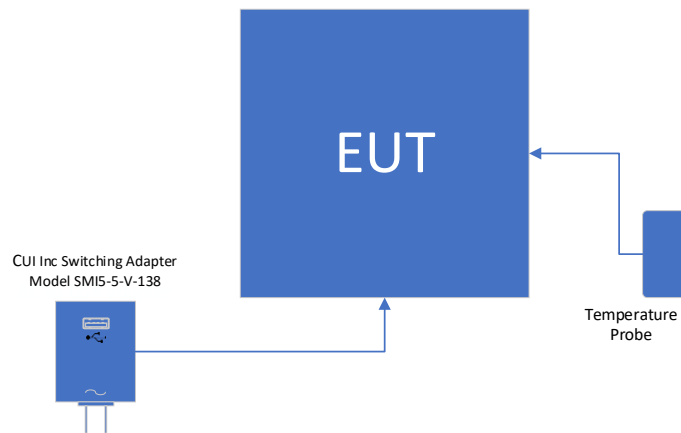 EUT
CUI Inc Switching Adapter
Model SMI5-5-V-138
Temperature
Probe